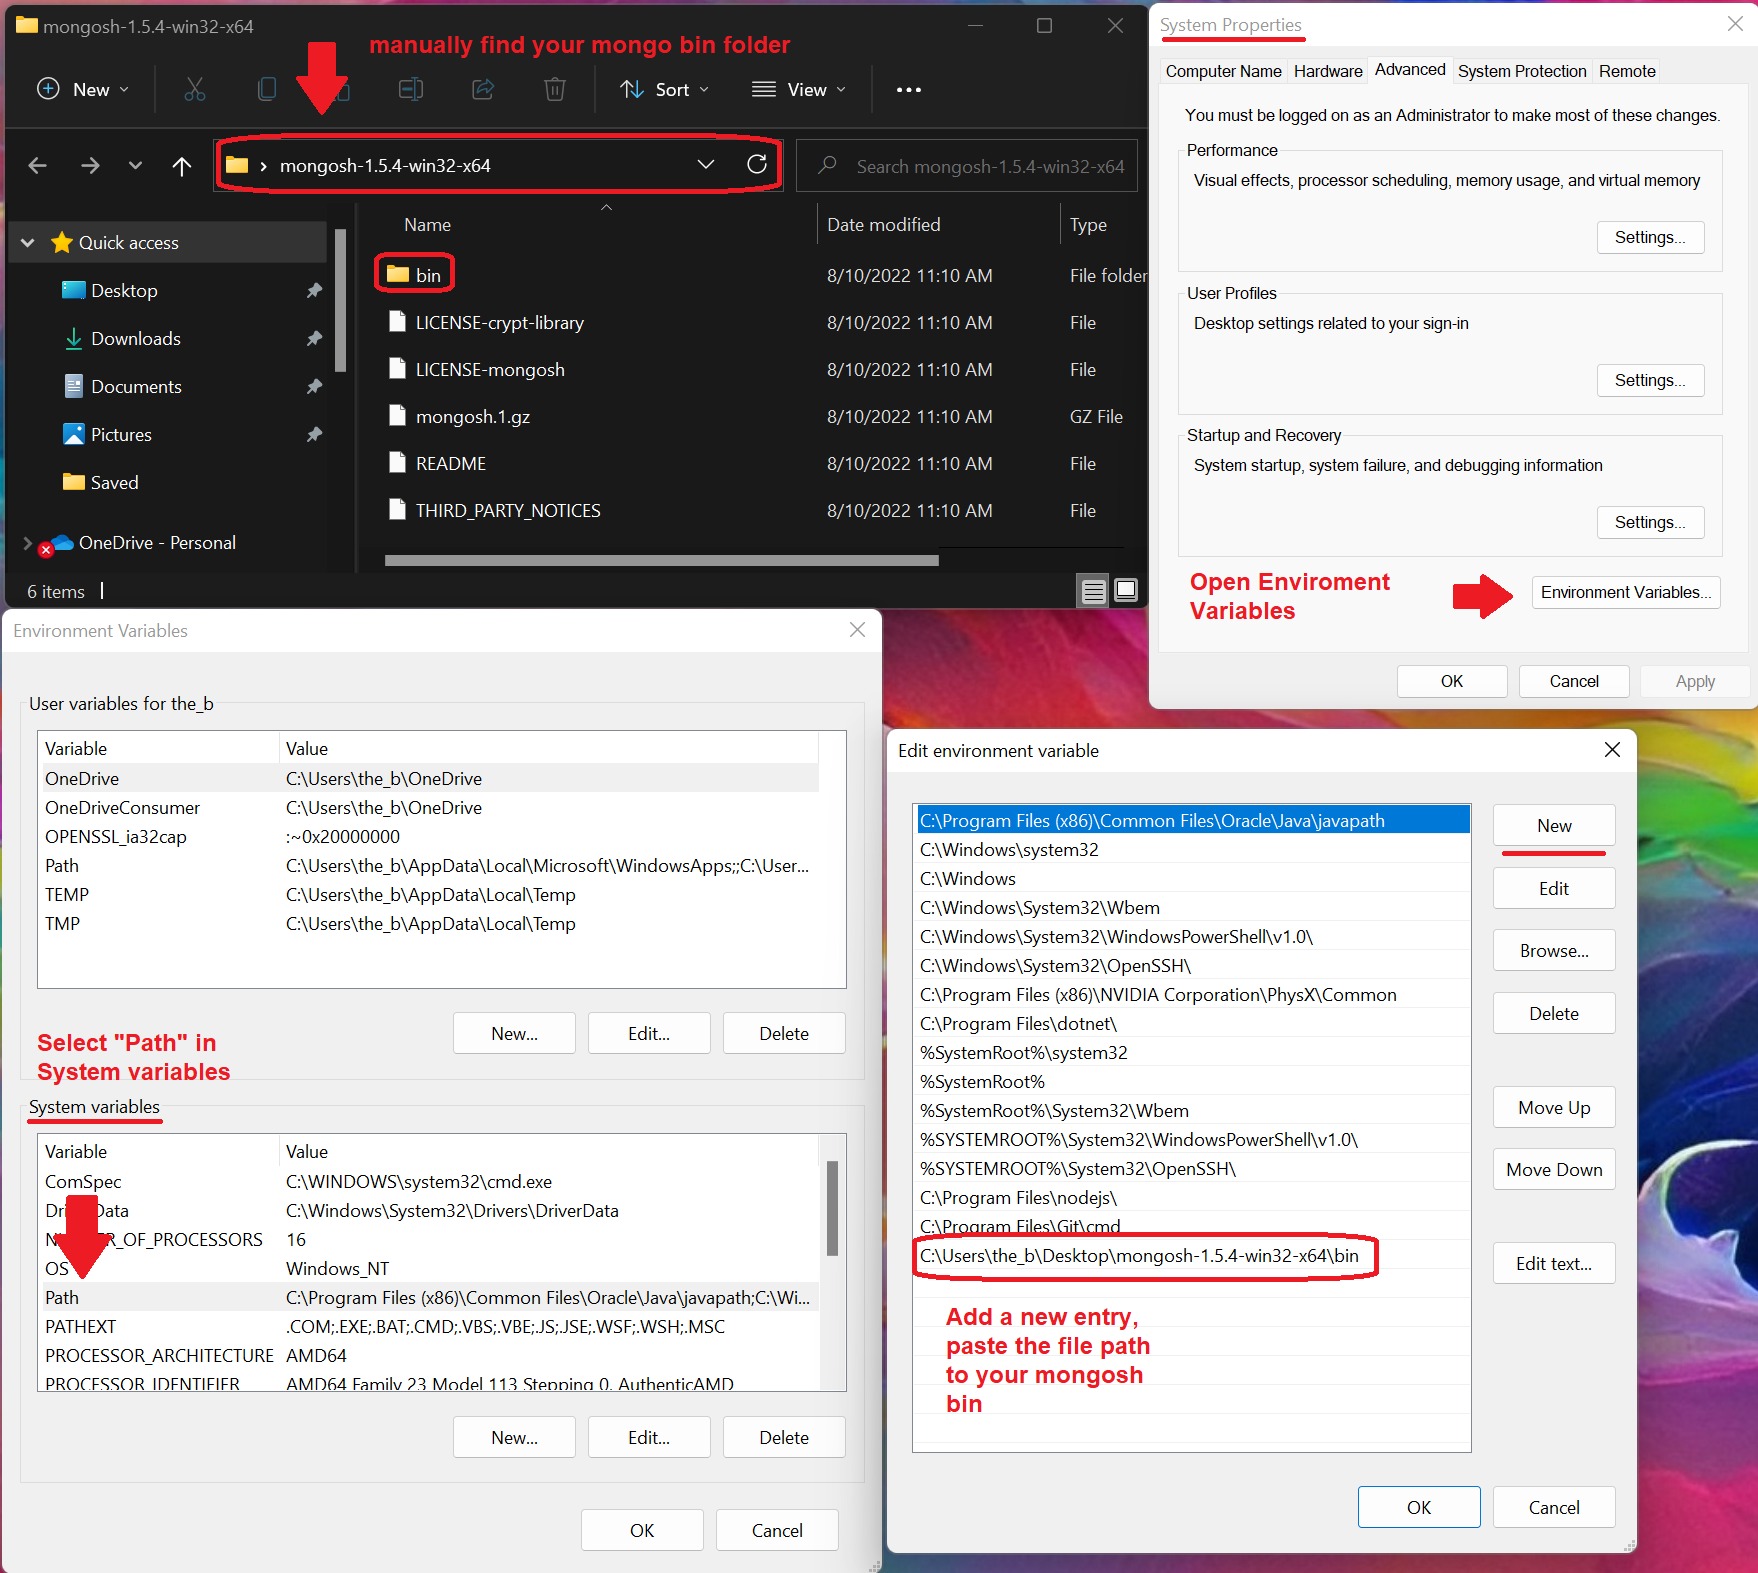 mongosh-1.5.4-win32-x64
manually find your mongo bin folder
New
Sort
View
mongosh-1.5.4-win32-x64
Search mongosh-1.5.4-win32-x64
Name Date modified Type
Quick access
Desktop
Downloads
Documents
Pictures
Saved
OneDrive - Personal
bin 8/10/2022 11:10 AM File folder
LICENSE-crypt-library 8/10/2022 11:10 AM File
LICENSE-mongosh 8/10/2022 11:10 AM File
mongosh.1.gz 8/10/2022 11:10 AM GZ File
README 8/10/2022 11:10 AM File
THIRD_PARTY_NOTICES 8/10/2022 11:10 AM File
6 items
System Properties
Computer Name Hardware Advanced System Protection Remote
You must be logged on as an Administrator to make most of these changes.
Performance
Visual effects, processor scheduling, memory usage, and virtual memory
Settings...
User Profiles
Desktop settings related to your sign-in
Settings...
Startup and Recovery
System startup, system failure, and debugging information
Settings...
Open Enviroment
Variables
Environment Variables...
OK Cancel Apply
Environment Variables
User variables for the_b
Variable Value
OneDrive C:\Users\the_b\OneDrive
OneDriveConsumer C:\Users\the_b\OneDrive
OPENSSL_ia32cap :~0x20000000
Path C:\Users\the_b\AppData\Local\Microsoft\WindowsApps;;C:\User...
TEMP C:\Users\the_b\AppData\Local\Temp
TMP C:\Users\the_b\AppData\Local\Temp
New... Edit... Delete
Select "Path" in
System variables
System variables
Variable Value
ComSpec C:\WINDOWS\system32\cmd.exe
C:\Windows\System32\Drivers\DriverData
16
OS Windows_NT
Path C:\Program Files (x86)\Common Files\Oracle\Java\javapath;C:\Wi...
PATHEXT .COM;.EXE;.BAT;.CMD;.VBS;.VBE;.JS;.JSE;.WSF;.WSH;.MSC
PROCESSOR_ARCHITECTURE AMD64
PROCESSOR_IDENTIFIER AMD64 Family 23 Model 113 Stepping 0, AuthenticAMD
New... Edit... Delete
OK Cancel
Edit environment variable
C:\Program Files (x86)\Common Files\Oracle\Java\javapath
C:\Windows\system32
C:\Windows
C:\Windows\System32\Wbem
C:\Windows\System32\WindowsPowerShell\v1.0\
C:\Windows\System32\OpenSSH\
C:\Program Files (x86)\NVIDIA Corporation\PhysX\Common
C:\Program Files\dotnet\
%SystemRoot%\system32
%SystemRoot%
%SystemRoot%\System32\Wbem
%SYSTEMROOT%\System32\WindowsPowerShell\v1.0\
%SYSTEMROOT%\System32\OpenSSH\
C:\Program Files\nodejs\
C:\Program Files\Git\cmd
C:\Users\the_b\Desktop\mongosh-1.5.4-win32-x64\bin
Add a new entry,
paste the file path
to your mongosh
bin
New
Edit
Browse...
Delete
Move Up
Move Down
Edit text...
OK Cancel